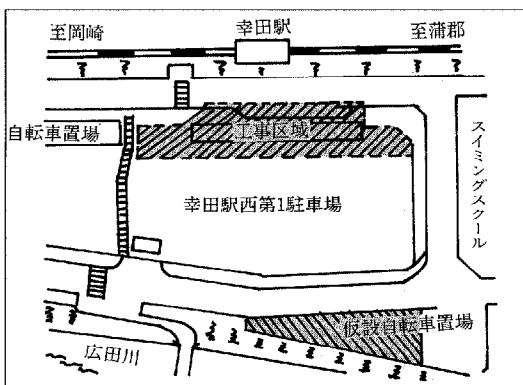 至岡崎
幸田駅
至蒲郡
自転車置場
工事区域
スイミングスクール
幸田駅西第1駐車場
仮設自転車置場
広田川